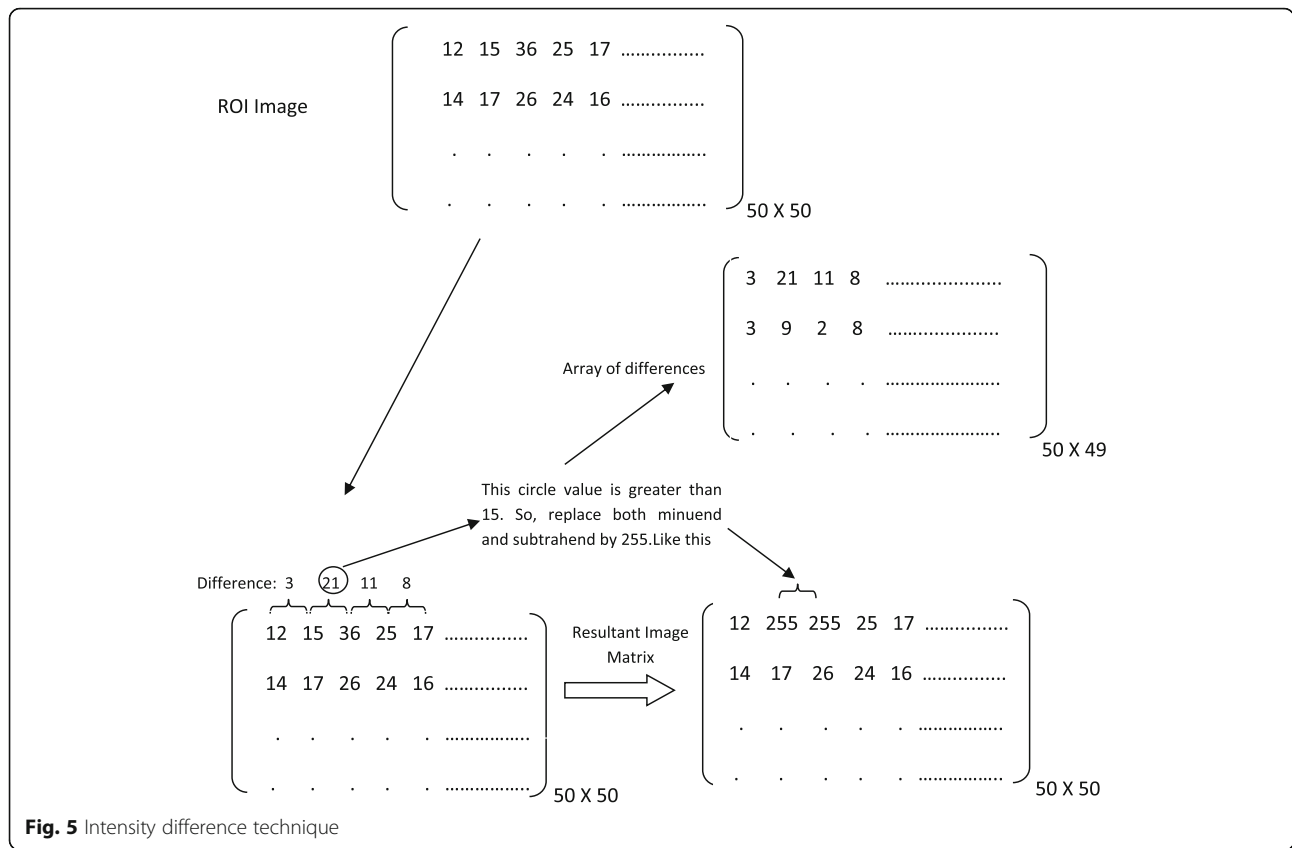 ROI Image
12 15 36 25 17 .................
14 17 26 24 16 .................
. . . . . .................
. . . . . .................
50 X 50
3 21 11 8 ......................
3 9 2 8 .....................
. . . . ......................
. . . . ......................
50 X 49
Array of differences
This circle value is greater than
15. So, replace both minuend
and subtrahend by 255.Like this
Difference: 3 21 11 8
12 15 36 25 17 .................
14 17 26 24 16 .................
. . . . . .................
. . . . . .................
50 X 50
Resultant Image
Matrix
12 255 255 25 17 .................
14 17 26 24 16 .................
. . . . . .................
. . . . . .................
50 X 50
Fig. 5 Intensity difference technique